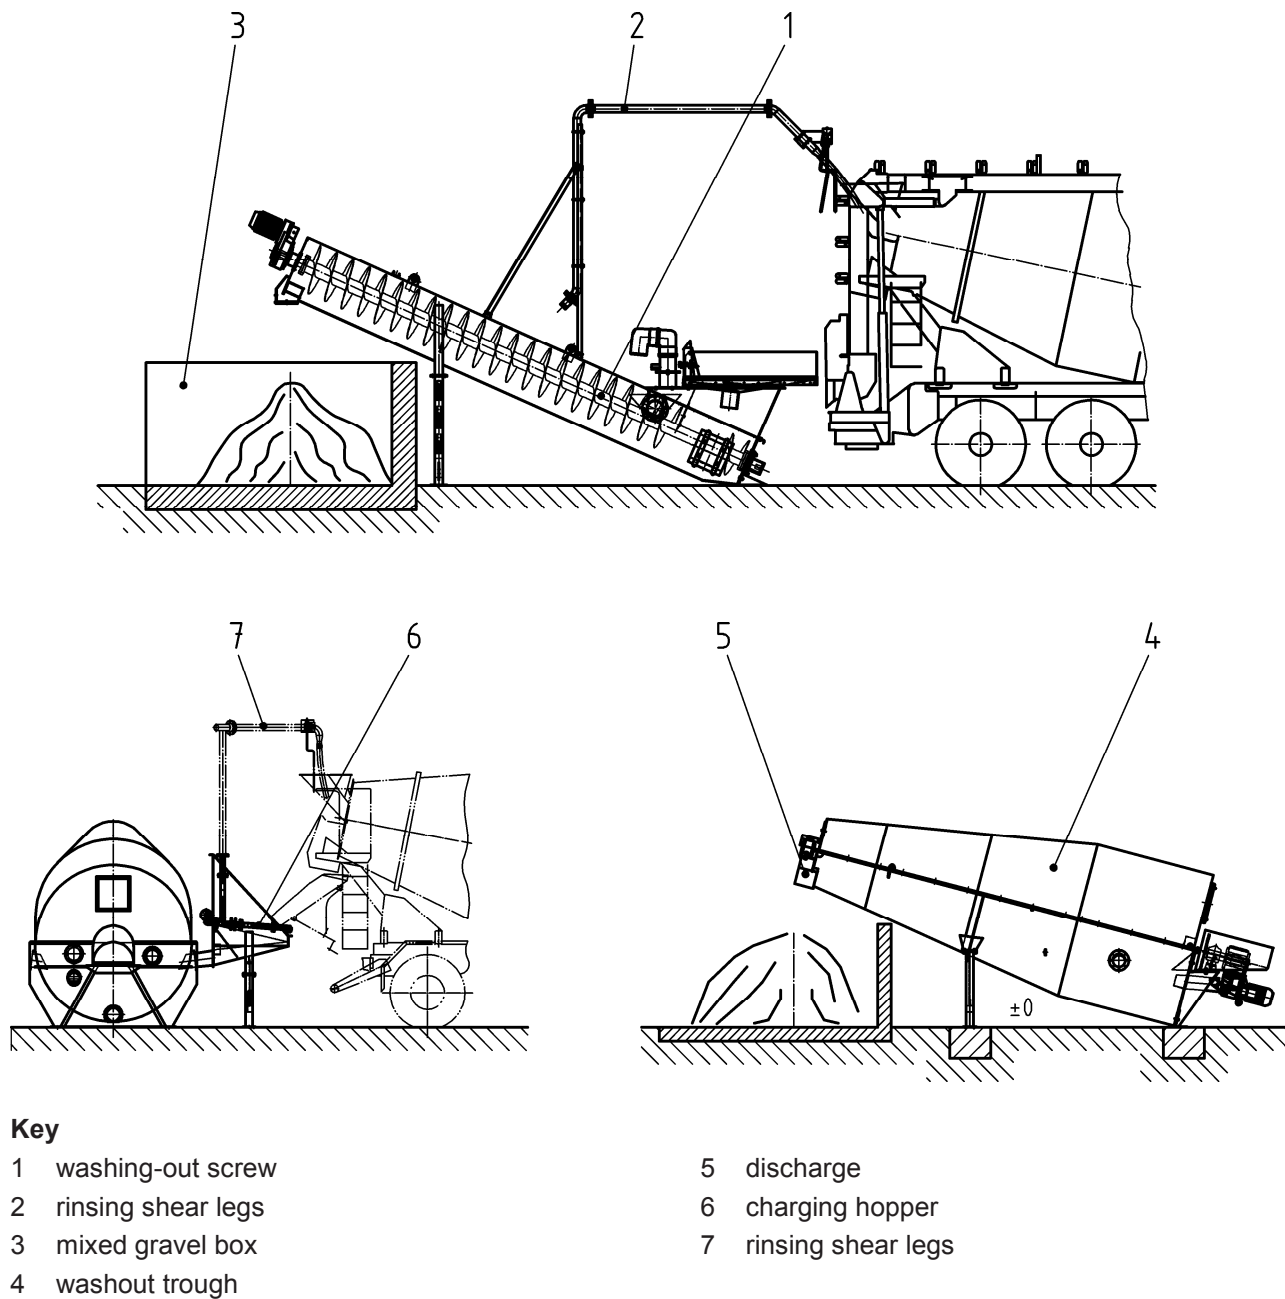 3 2 1
7 6 5 4
±0
Key
1 washing-out screw
2 rinsing shear legs
3 mixed gravel box
4 washout trough
5 discharge
6 charging hopper
7 rinsing shear legs